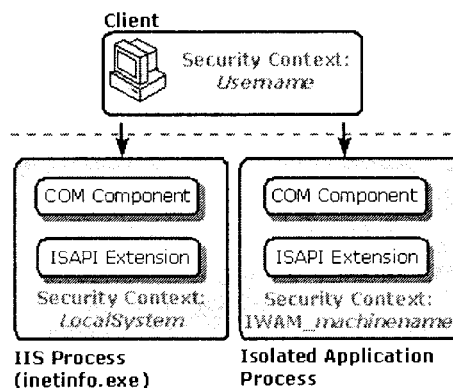 Client
Security Context:
Username
COM Component
ISAPI Extension
Security Context:
LocalSystem
IIS Process
(inetinfo.exe)
COM Component
ISAPI Extension
Security Context:
IWAM_machinename
Isolated Application
Process